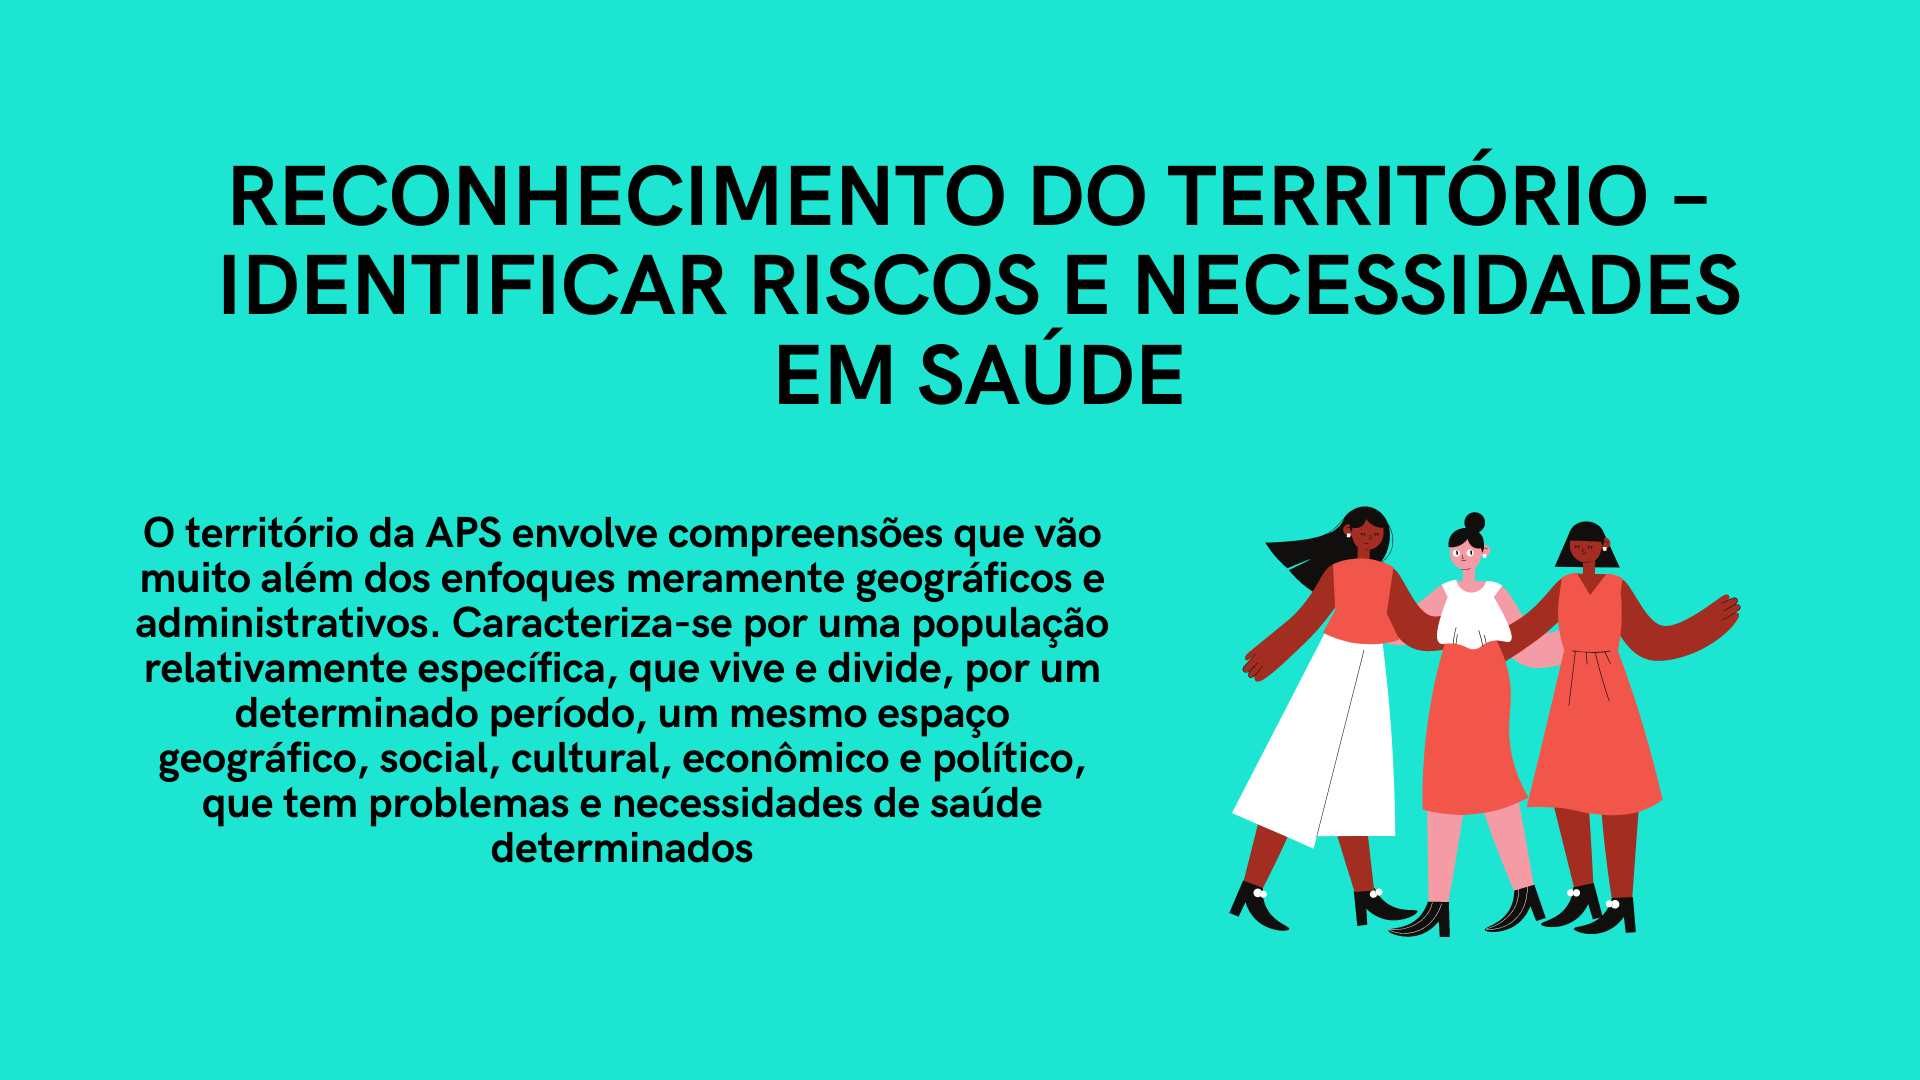 RECONHECIMENTO DO TERRITÓRIO –
IDENTIFICAR RISCOS E NECESSIDADES
EM SAÚDE
O território da APS envolve compreensões que vão
muito além dos enfoques meramente geográficos e
administrativos. Caracteriza-se por uma população
relativamente específica, que vive e divide, por um
determinado período, um mesmo espaço
geográfico, social, cultural, econômico e político,
que tem problemas e necessidades de saúde
determinados